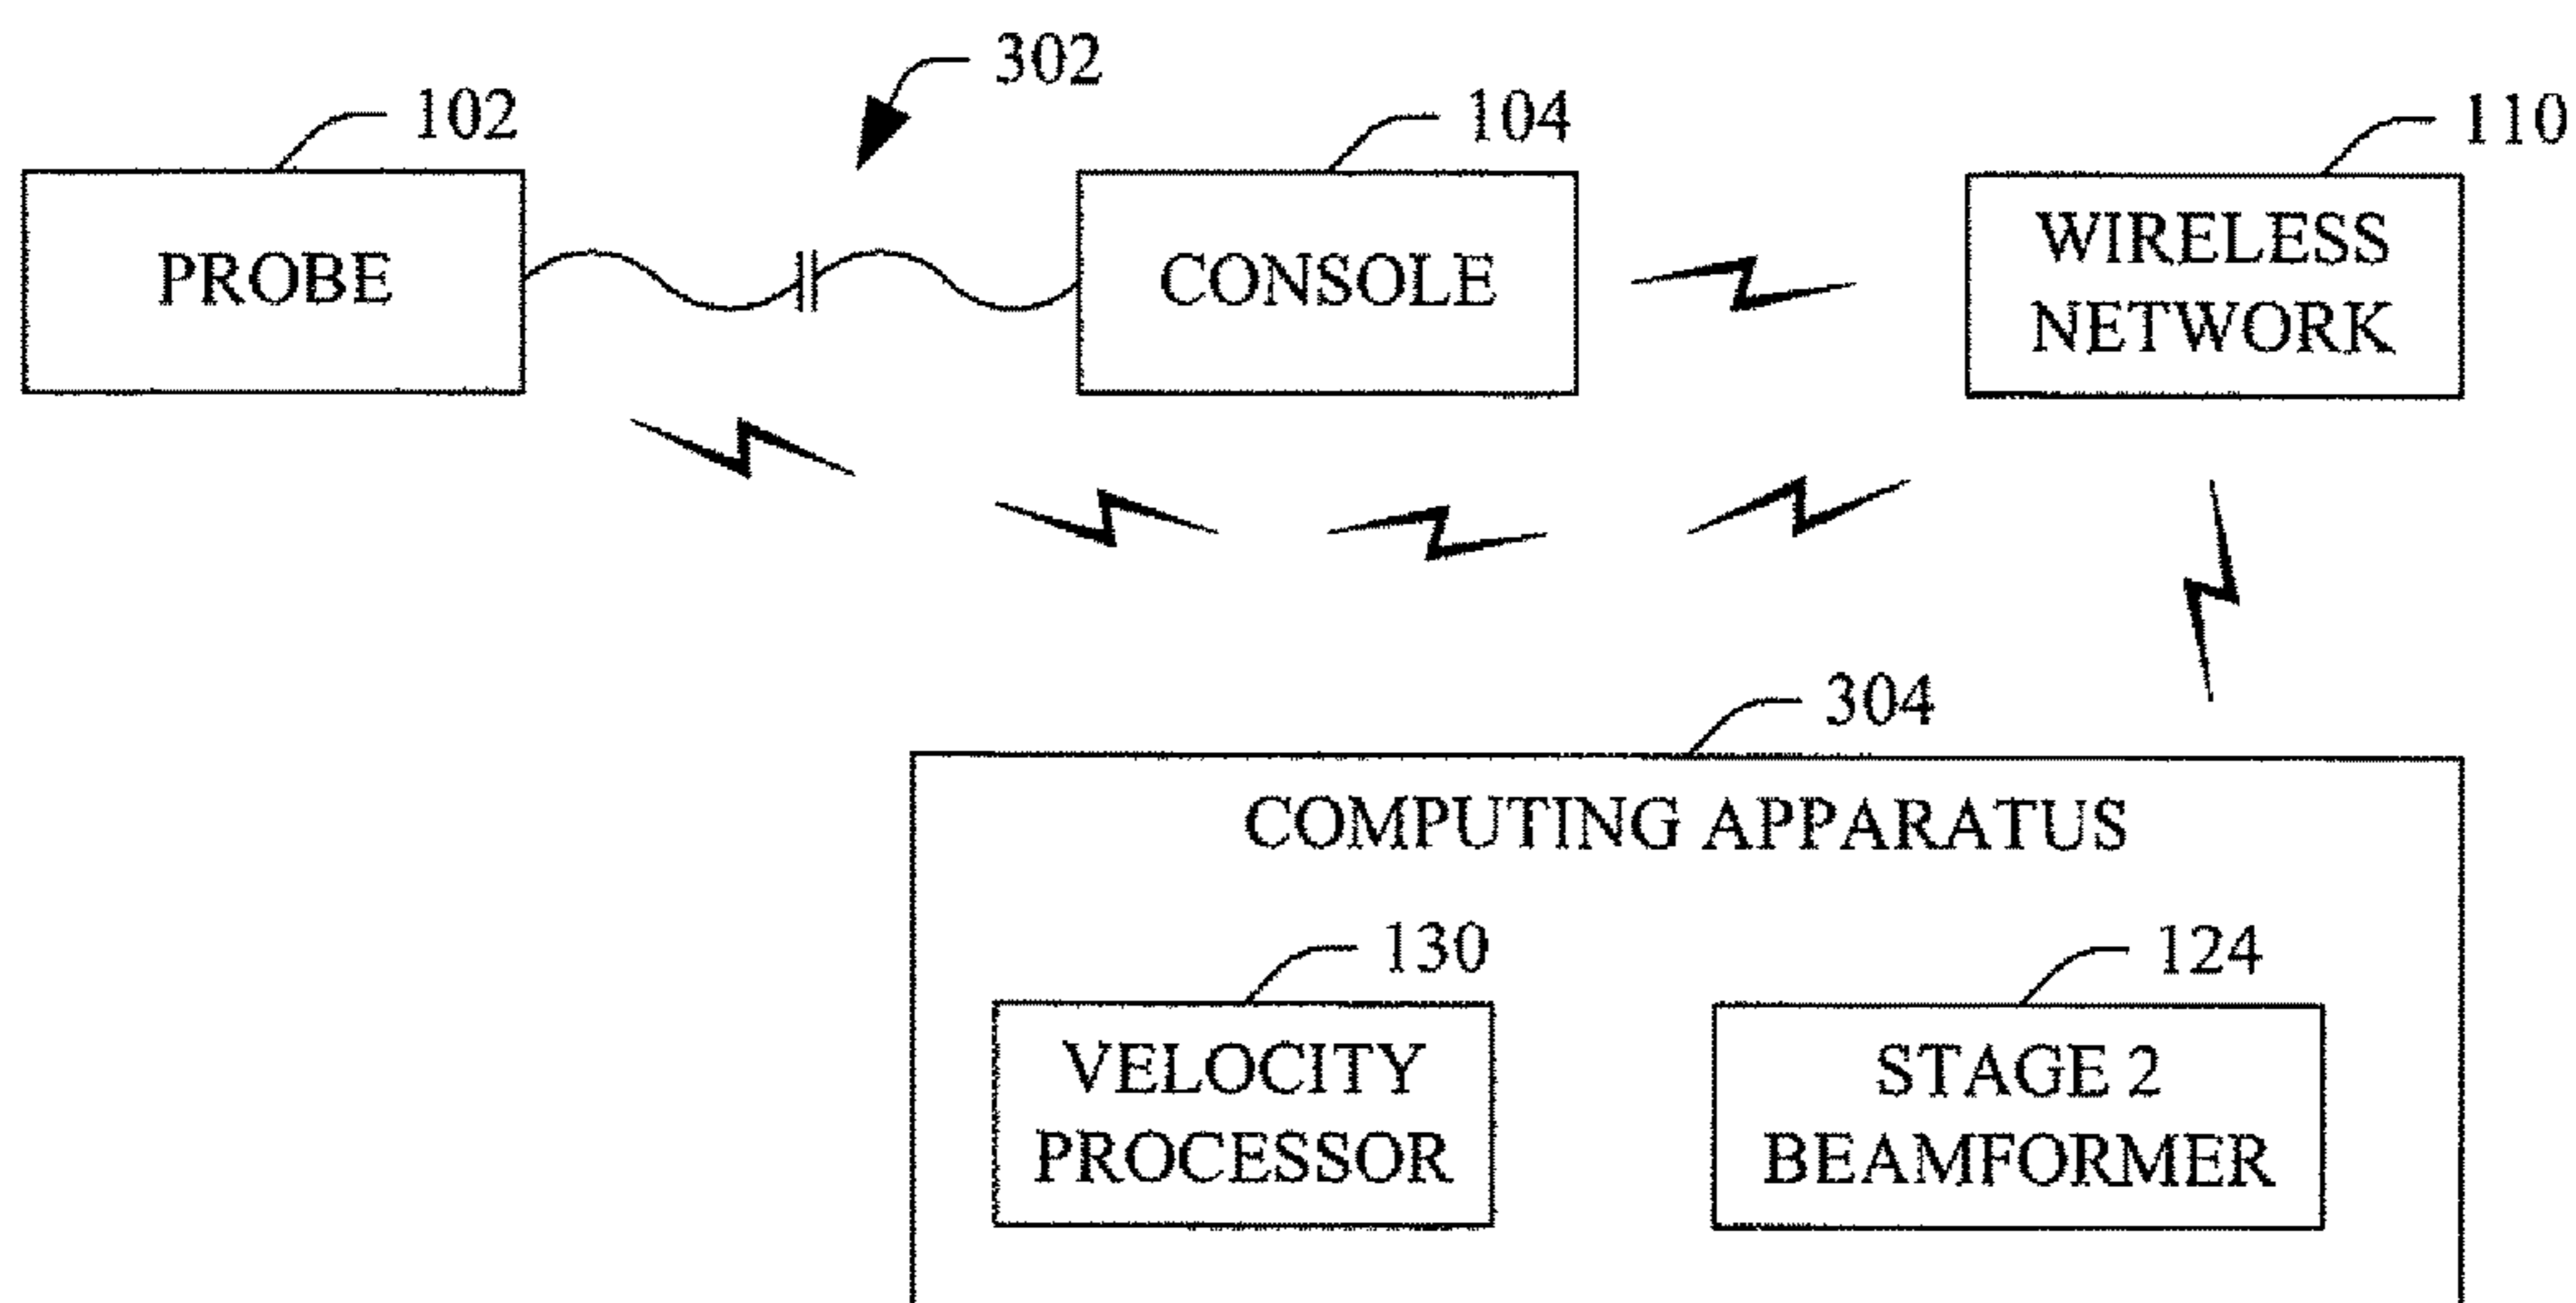 302
102
104
110
PROBE
CONSOLE
WIRELESS
NETWORK
304
COMPUTING APPARATUS
130
124
VELOCITY
PROCESSOR
STAGE 2
BEAMFORMER